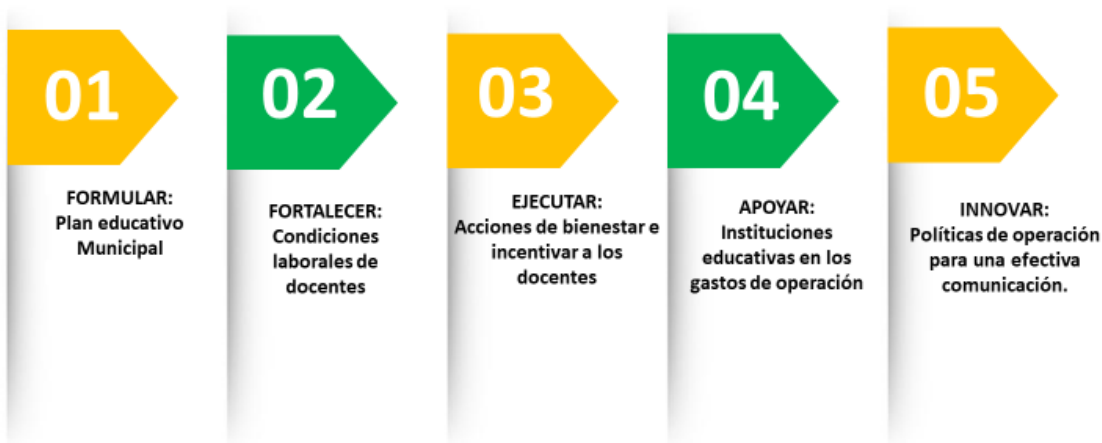 01
FORMULAR:
Plan educativo
Municipal
02
FORTALECER:
Condiciones
laborales de
docentes
03
EJECUTAR:
Acciones de bienestar e
incentivar a los
docentes
04
APOYAR:
Instituciones
educativas en los
gastos de operación
05
INNOVAR:
Políticas de operación
para una efectiva
comunicación.